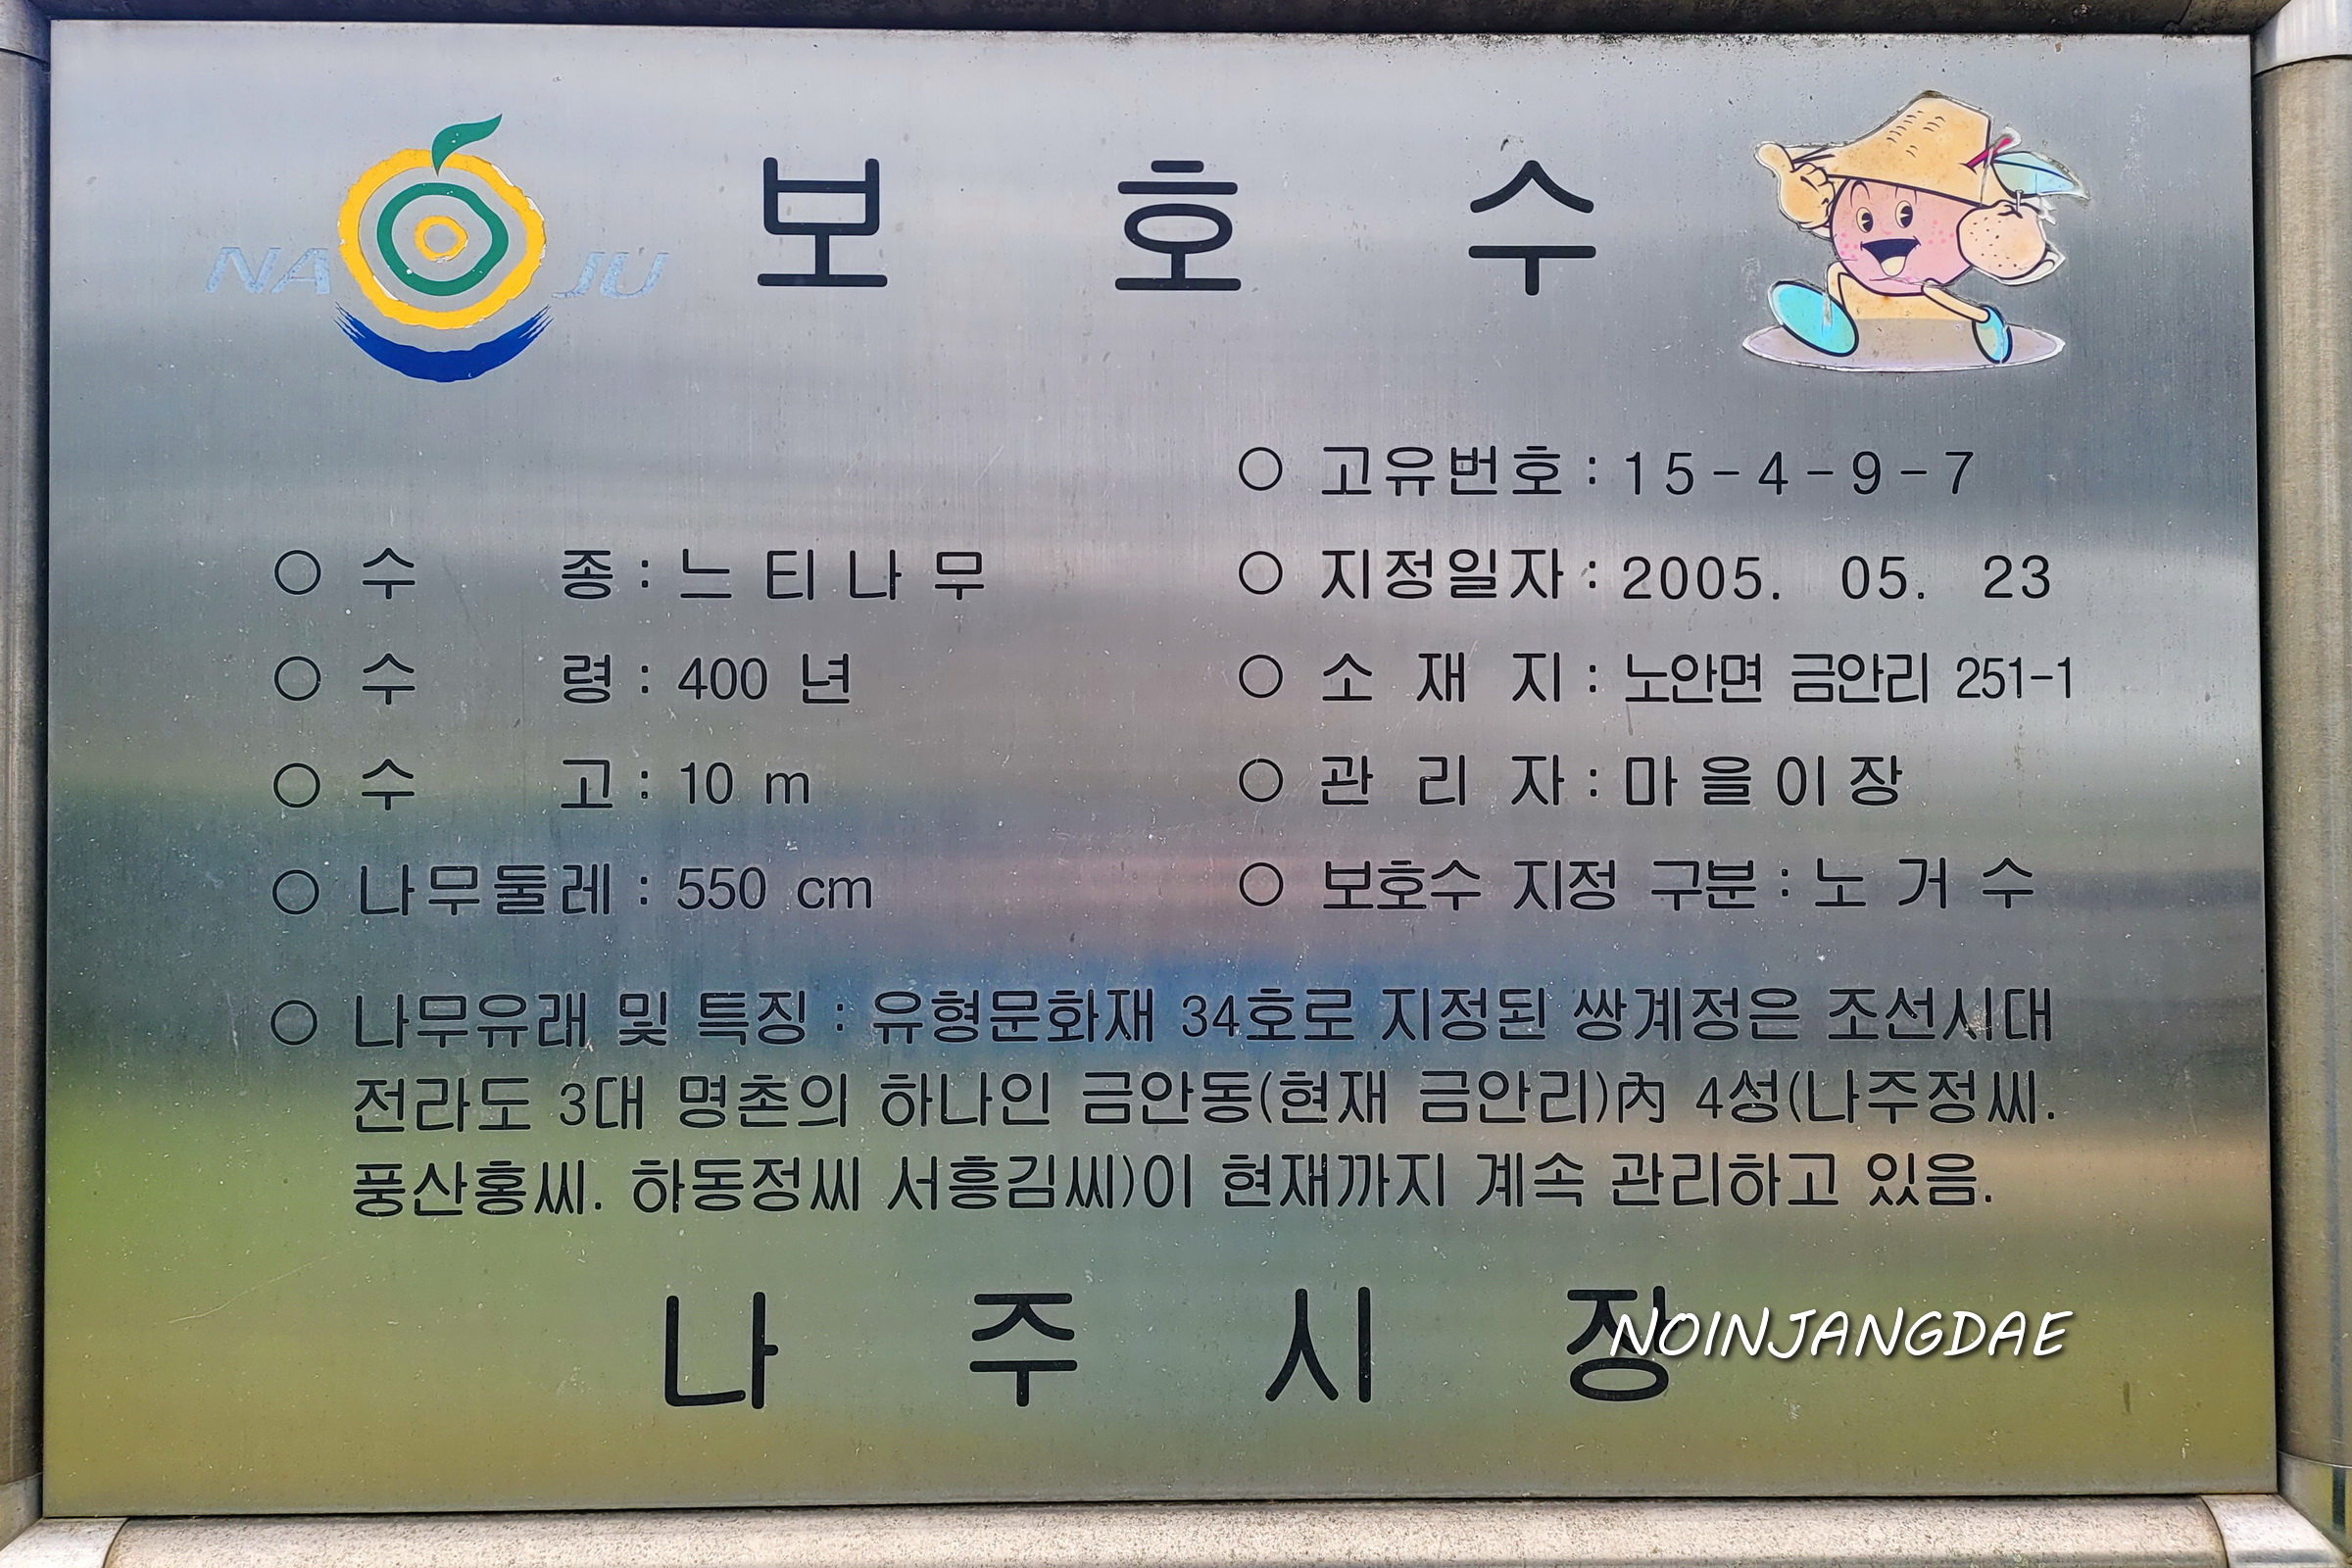 NAJU
보 호 수
○ 고유번호 : 15-4-9-7
○ 수 종 : 느티나무
○ 지정일자 : 2005. 05. 23
○ 수 령 : 400 년
○ 소 재 지 : 노안면 금안리 251-1
○ 수 고 : 10 m
○ 관 리 자 : 마을이장
○ 나무둘레 : 550 cm
○ 보호수 지정 구분 : 노 거 수
○ 나무유래 및 특징 : 유형문화재 34호로 지정된 쌍계정은 조선시대
전라도 3대 명촌의 하나인 금안동(현재 금안리)內 4성(나주정씨.
풍산홍씨. 하동정씨 서흥김씨)이 현재까지 계속 관리하고 있음.
나 주 시 장
NOINJANGDAE